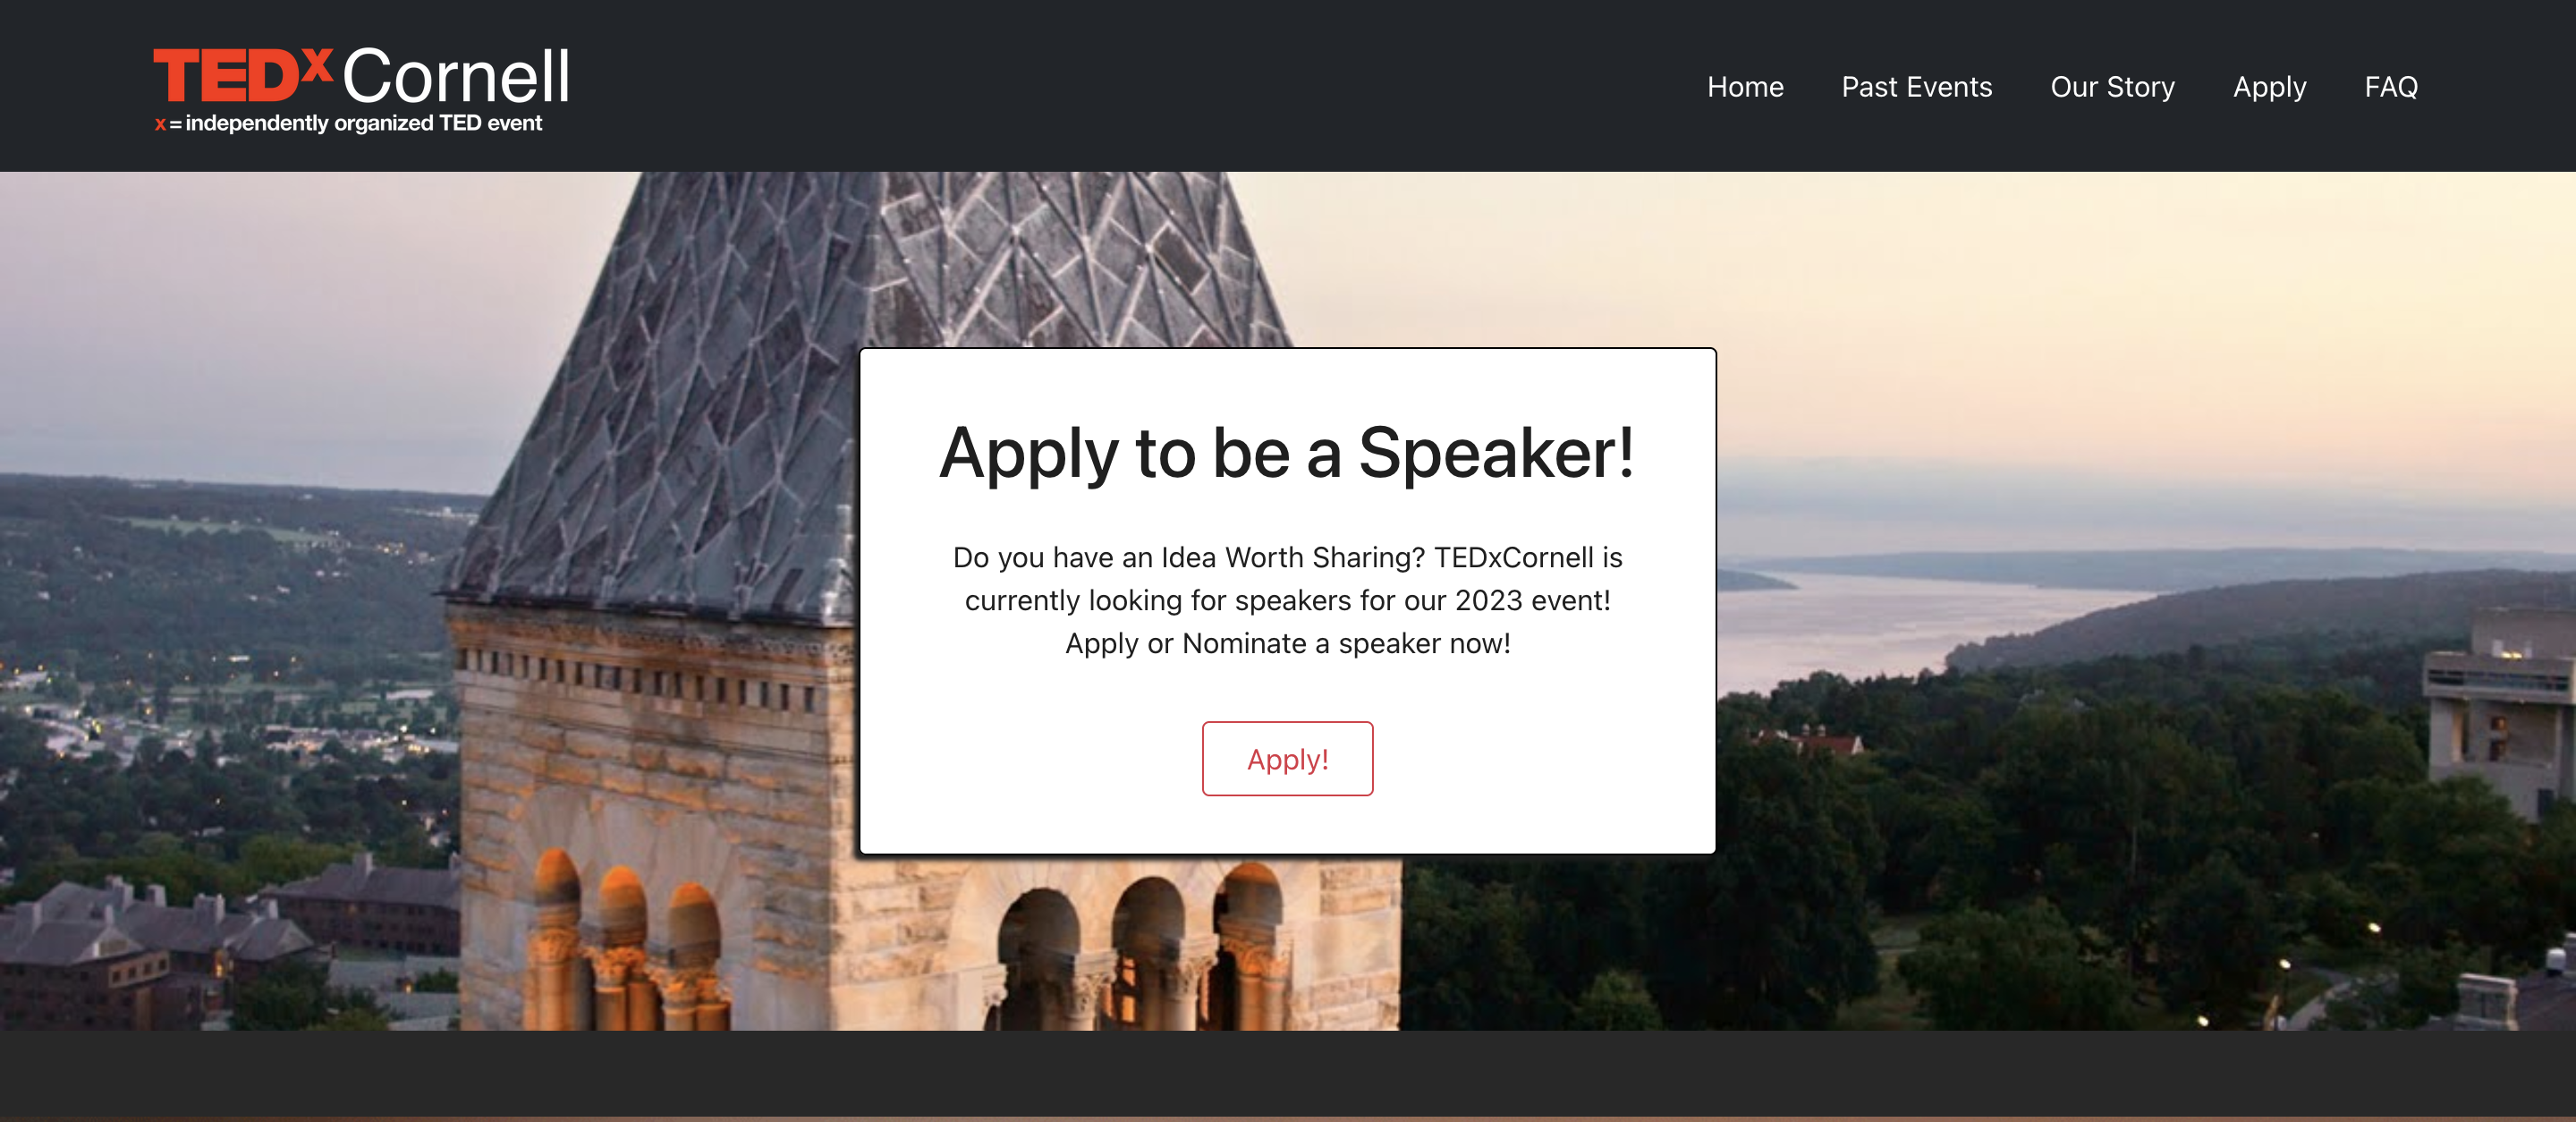 TEDx Cornell
x = independently organized TED event
Home Past Events Our Story Apply FAQ
Apply to be a Speaker!
Do you have an Idea Worth Sharing? TEDxCornell is
currently looking for speakers for our 2023 event!
Apply or Nominate a speaker now!
Apply!